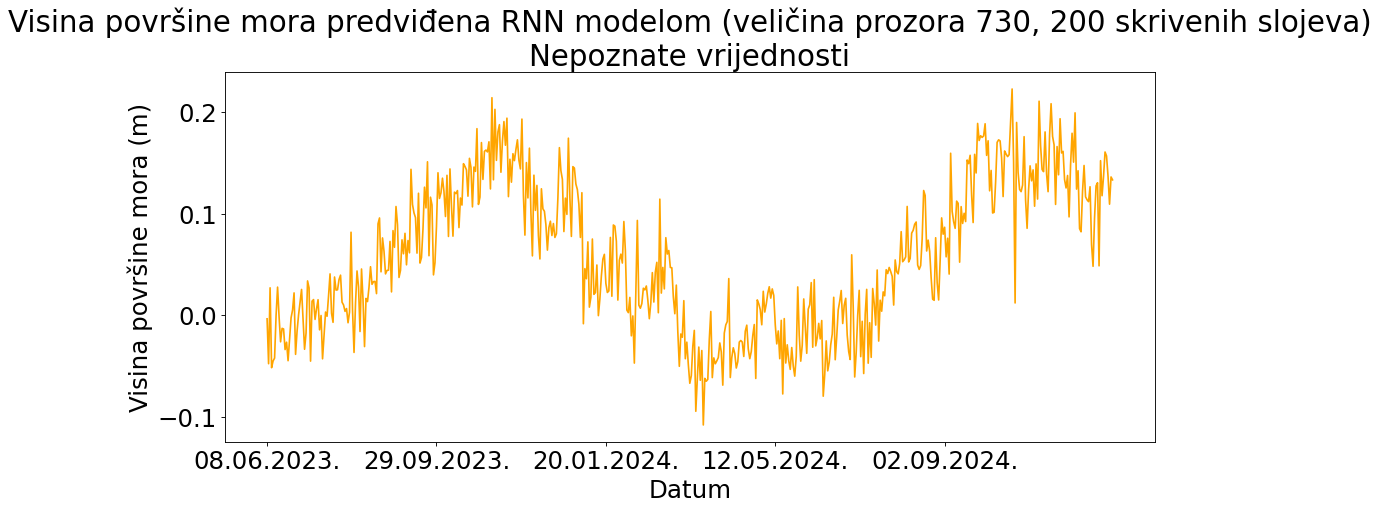 Visina površine mora predviđena RNN modelom (veličina prozora 730, 200 skrivenih slojeva)
Nepoznate vrijednosti
Visina površine mora (m)
0.2
0.1
0.0
−0.1
08.06.2023. 29.09.2023. 20.01.2024. 12.05.2024. 02.09.2024.
Datum